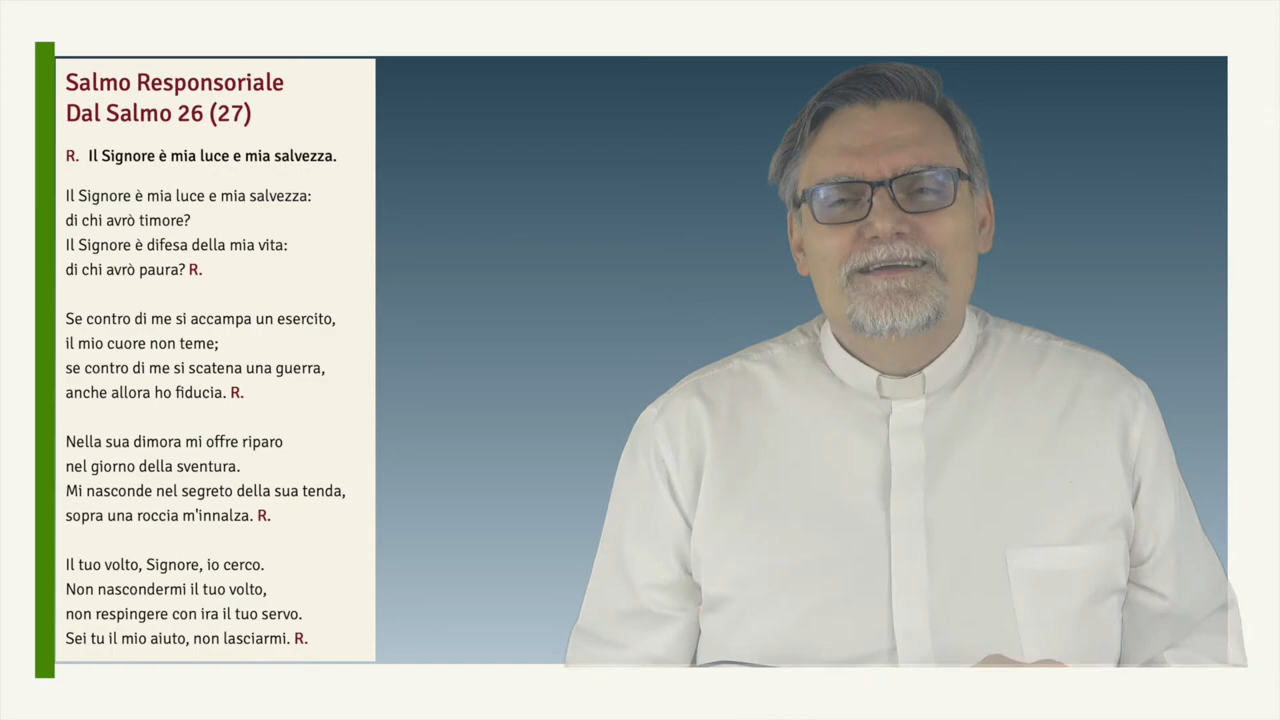 Salmo Responsoriale
Dal Salmo 26 (27)
R. Il Signore è mia luce e mia salvezza.
Il Signore è mia luce e mia salvezza:
di chi avrò timore?
Il Signore è difesa della mia vita:
di chi avrò paura? R.
Se contro di me si accampa un esercito,
il mio cuore non teme;
se contro di me si scatena una guerra,
anche allora ho fiducia. R.
Nella sua dimora mi offre riparo
nel giorno della sventura.
Mi nasconde nel segreto della sua tenda,
sopra una roccia m'innalza. R.
Il tuo volto, Signore, io cerco.
Non nascondermi il tuo volto,
non respingere con ira il tuo servo.
Sei tu il mio aiuto, non lasciarmi. R.